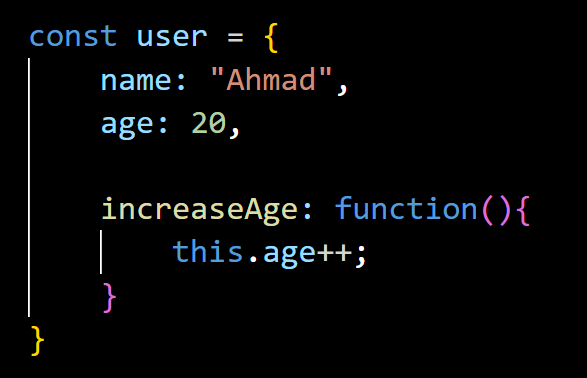 const user = {
    name: "Ahmad",
    age: 20,

    increaseAge: function(){
        this.age++;
    }
}